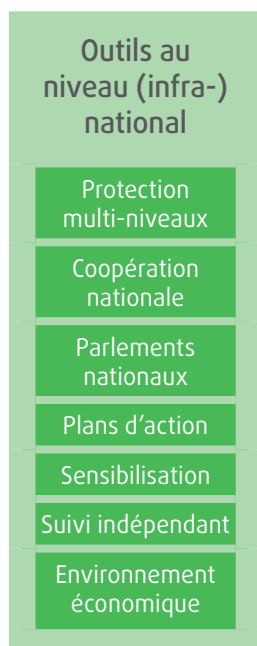 Outils au
niveau (infra-)
national
Protection
multi-niveaux
Coopération
nationale
Parlements
nationaux
Plans d’action
Sensibilisation
Suivi indépendant
Environnement
économique